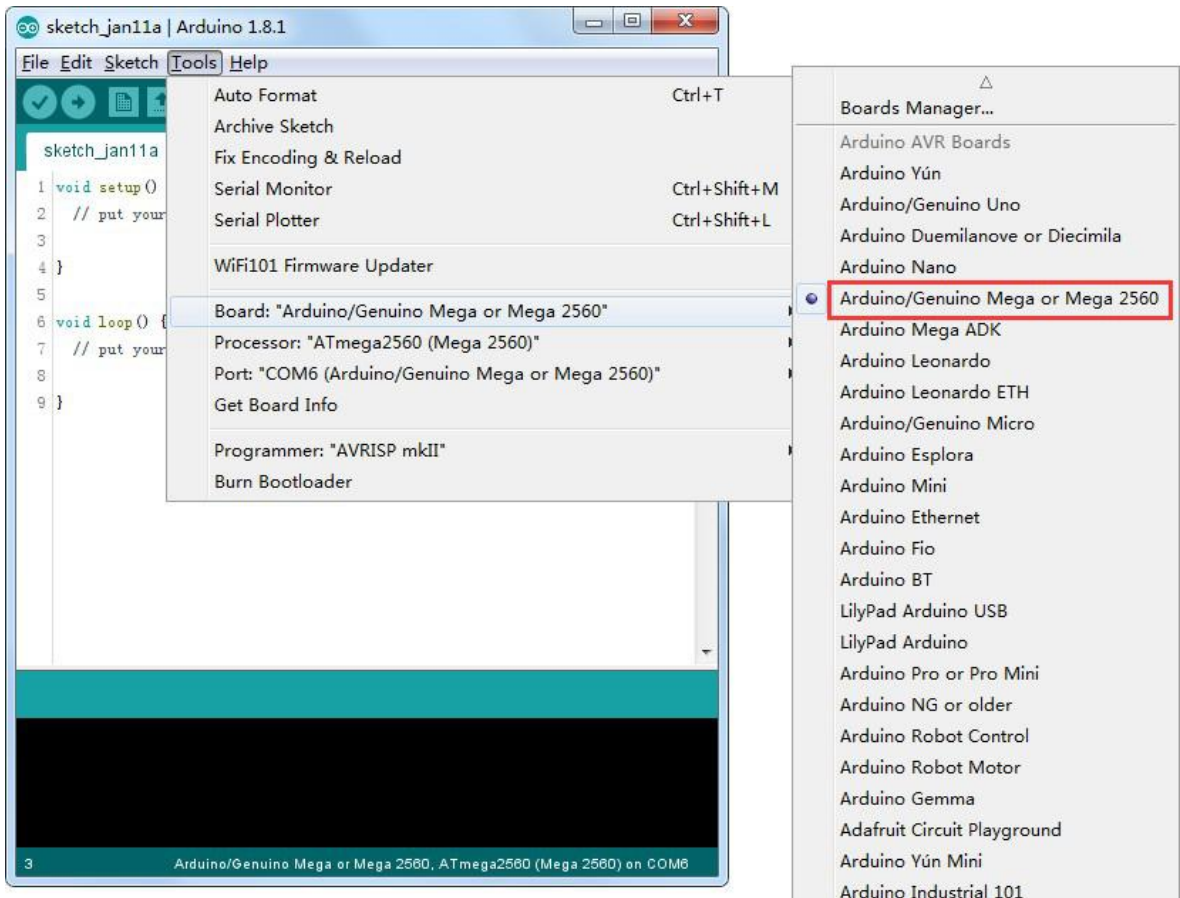 sketch_jan11a | Arduino 1.8.1
File Edit Sketch Tools Help
Auto Format Ctrl+T
Archive Sketch
Fix Encoding & Reload
Serial Monitor Ctrl+Shift+M
Serial Plotter Ctrl+Shift+L
WiFi101 Firmware Updater
Board: "Arduino/Genuino Mega or Mega 2560"
Processor: "ATmega2560 (Mega 2560)"
Port: "COM6 (Arduino/Genuino Mega or Mega 2560)"
Get Board Info
Programmer: "AVRISP mkII"
Burn Bootloader
sketch_jan11a
1 void setup()
2 // put your
3
4 }
5
6 void loop() {
7 // put your
8
9 }
3 Arduino/Genuino Mega or Mega 2560, ATmega2560 (Mega 2560) on COM6
Boards Manager...
Arduino AVR Boards
Arduino Yún
Arduino/Genuino Uno
Arduino Duemilanove or Diecimila
Arduino Nano
Arduino/Genuino Mega or Mega 2560
Arduino Mega ADK
Arduino Leonardo
Arduino Leonardo ETH
Arduino/Genuino Micro
Arduino Esplora
Arduino Mini
Arduino Ethernet
Arduino Fio
Arduino BT
LilyPad Arduino USB
LilyPad Arduino
Arduino Pro or Pro Mini
Arduino NG or older
Arduino Robot Control
Arduino Robot Motor
Arduino Gemma
Adafruit Circuit Playground
Arduino Yún Mini
Arduino Industrial 101